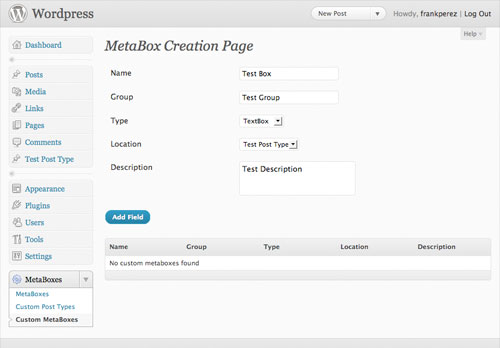 Wordpress
New Post
Howdy, frankperez | Log Out
Help
Dashboard
Posts
Media
Links
Pages
Comments
Test Post Type
Appearance
Plugins
Users
Tools
Settings
MetaBoxes
MetaBoxes
Custom Post Types
Custom MetaBoxes
MetaBox Creation Page
Name Test Box
Group Test Group
Type TextBox
Location Test Post Type
Description Test Description
Add Field
Name Group Type Location Description
No custom metaboxes found